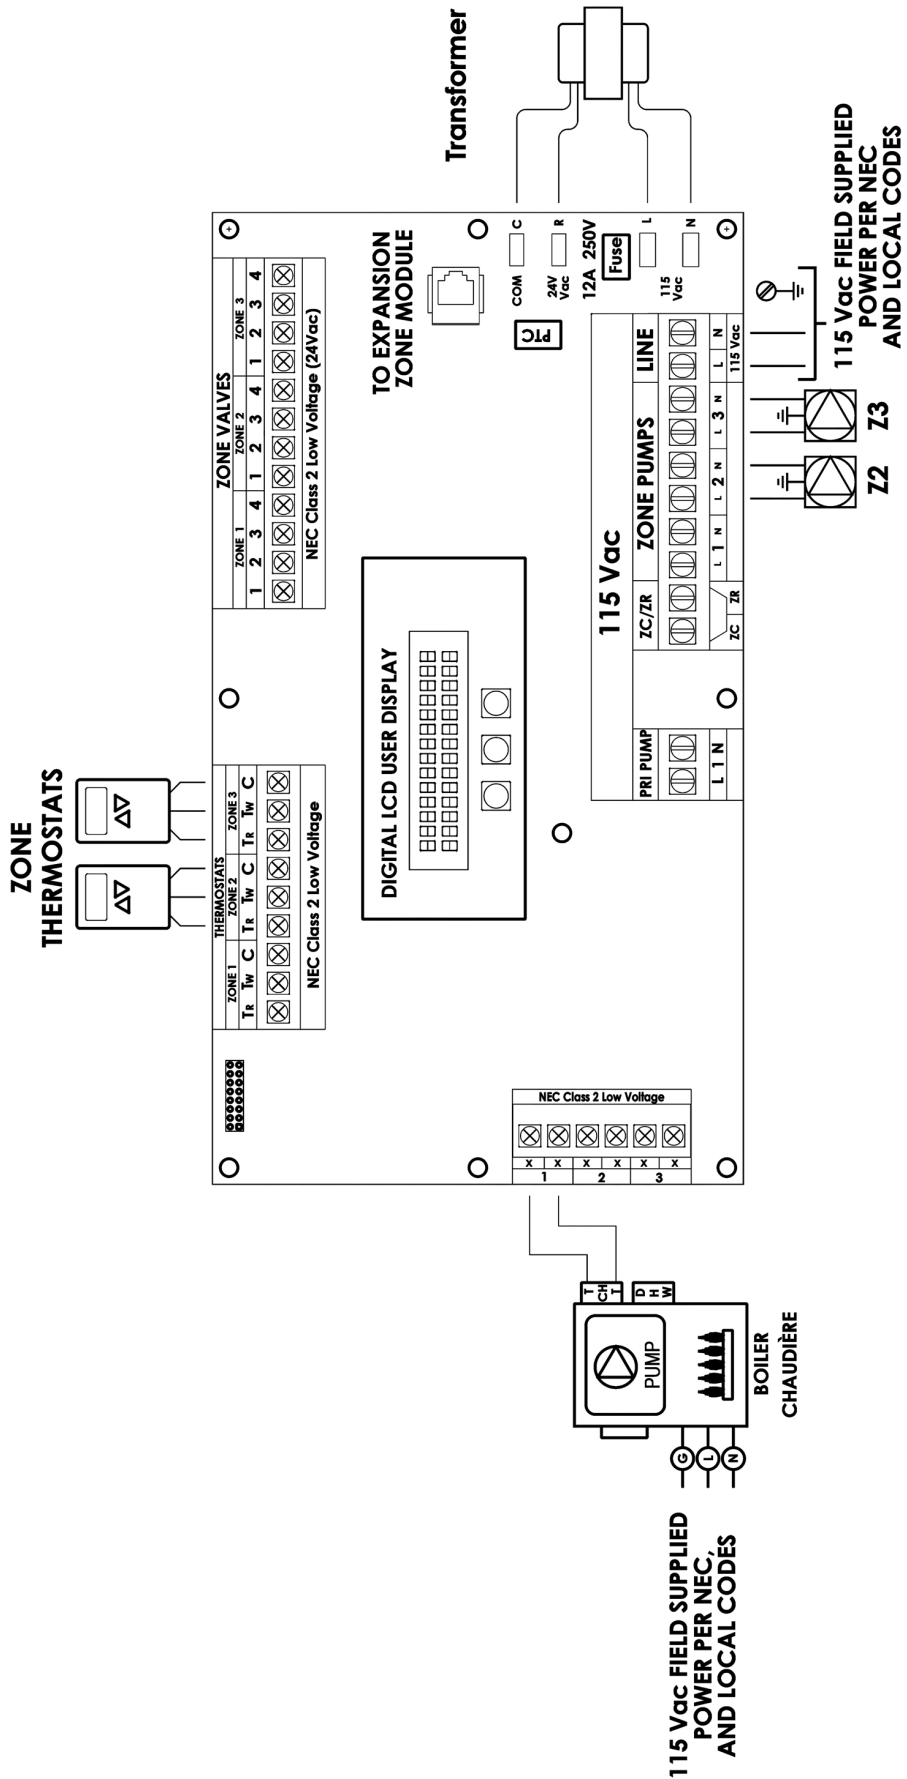 ZONE
THERMOSTATS
THERMOSTATS
ZONE 1 ZONE 2 ZONE 3
TR TW C TR TW C TR TW C
NEC Class 2 Low Voltage
ZONE VALVES
ZONE 1 ZONE 2 ZONE 3
1 2 3 4 1 2 3 4 1 2 3 4
NEC Class 2 Low Voltage (24Vac)
TO EXPANSION
ZONE MODULE
Transformer
DIGITAL LCD USER DISPLAY
COM C
24V
Vac
R
PTC
12A 250V
Fuse
L
115
Vac
N
NEC Class 2 Low Voltage
X X X X X X
1 2 3
115 Vac
PRI PUMP ZC/ZR ZONE PUMPS LINE
L 1 N
ZC ZR
L 1 N L 2 N L 3 N L N
115 Vac
T
CH
T
D
H
W
PUMP
G
L
N
BOILER
CHAUDIÈRE
115 Vac FIELD SUPPLIED
POWER PER NEC,
AND LOCAL CODES
Z2 Z3
115 Vac FIELD SUPPLIED
POWER PER NEC
AND LOCAL CODES